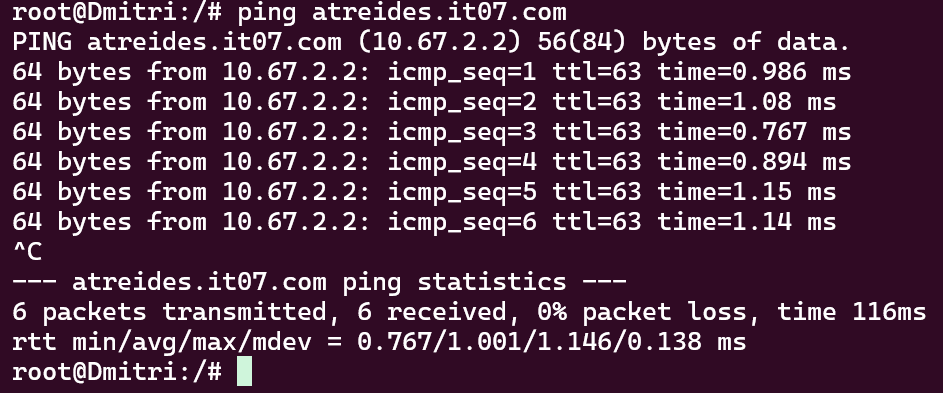 root@Dmitri:/# ping atreides.it07.com
PING atreides.it07.com (10.67.2.2) 56(84) bytes of data.
64 bytes from 10.67.2.2: icmp_seq=1 ttl=63 time=0.986 ms
64 bytes from 10.67.2.2: icmp_seq=2 ttl=63 time=1.08 ms
64 bytes from 10.67.2.2: icmp_seq=3 ttl=63 time=0.767 ms
64 bytes from 10.67.2.2: icmp_seq=4 ttl=63 time=0.894 ms
64 bytes from 10.67.2.2: icmp_seq=5 ttl=63 time=1.15 ms
64 bytes from 10.67.2.2: icmp_seq=6 ttl=63 time=1.14 ms
^C
--- atreides.it07.com ping statistics ---
6 packets transmitted, 6 received, 0% packet loss, time 116ms
rtt min/avg/max/mdev = 0.767/1.001/1.146/0.138 ms
root@Dmitri:/#